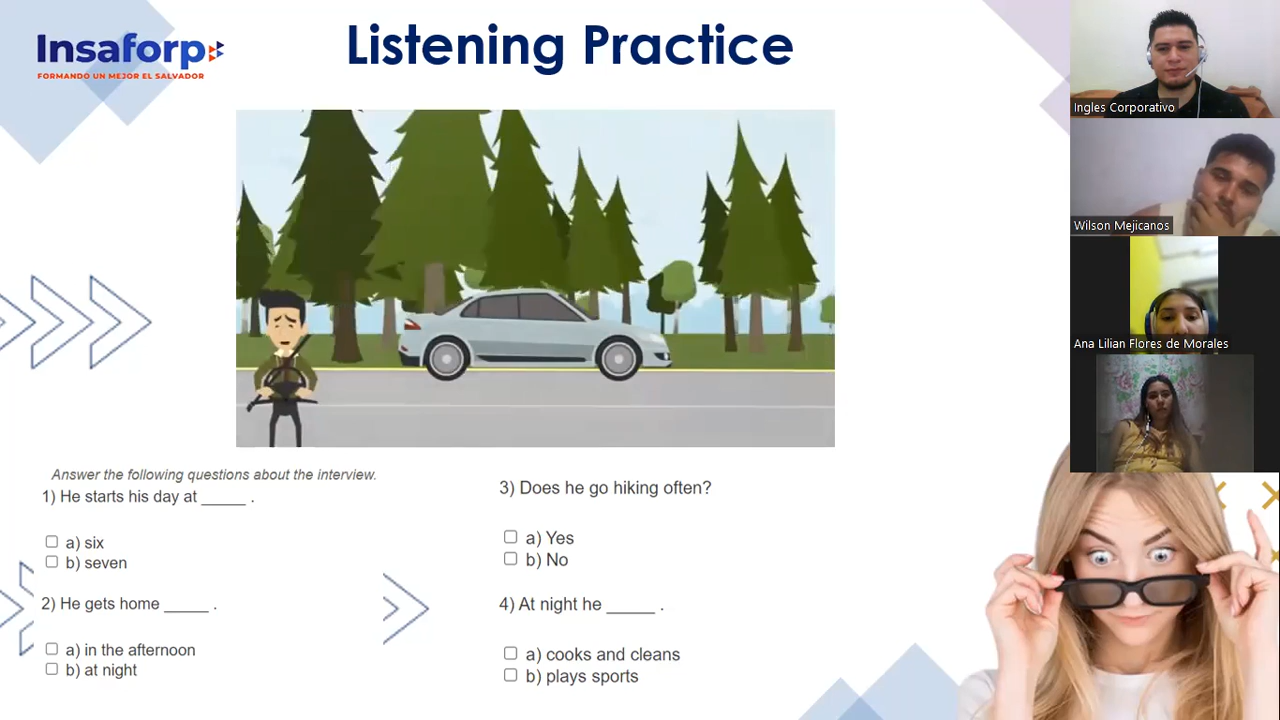 Insaforp
FORMANDO UN MEJOR EL SALVADOR
Listening Practice
Answer the following questions about the interview.
1) He starts his day at _____ .
a) six
b) seven
2) He gets home _____ .
a) in the afternoon
b) at night
3) Does he go hiking often?
a) Yes
b) No
4) At night he _____ .
a) cooks and cleans
b) plays sports
Ingles Corporativo
Wilson Mejicanos
Ana Lilian Flores de Morales